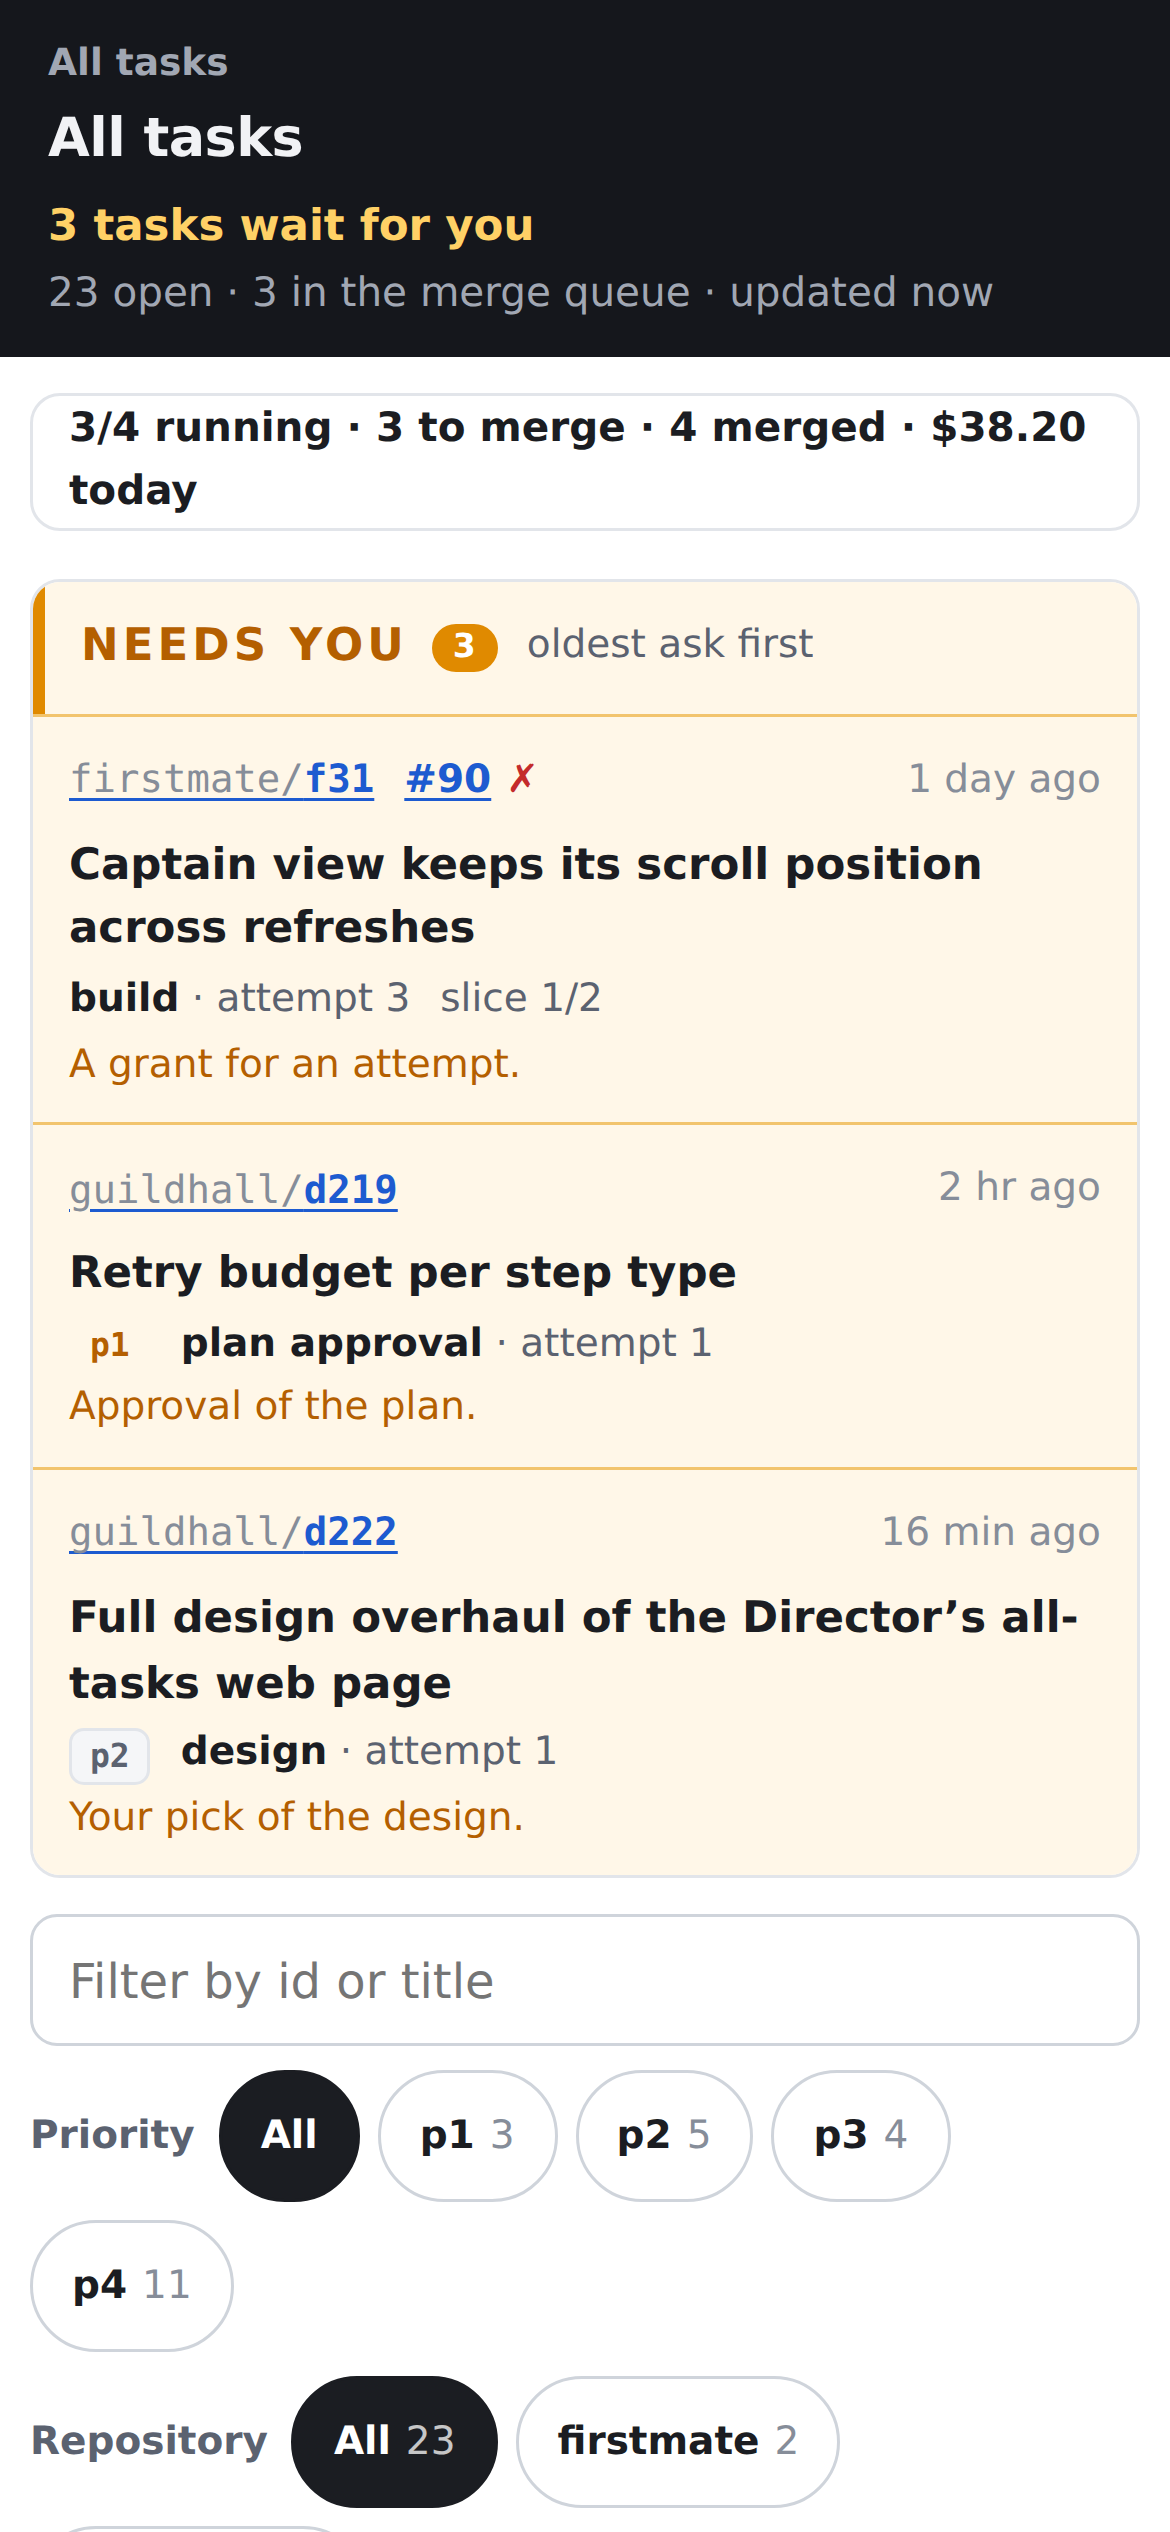 All tasks
All tasks
3 tasks wait for you
23 open · 3 in the merge queue · updated now
3/4 running · 3 to merge · 4 merged · $38.20
today
NEEDS YOU 3 oldest ask first
firstmate/f31 #90 ✗ 1 day ago
Captain view keeps its scroll position
across refreshes
build · attempt 3 slice 1/2
A grant for an attempt.
guildhall/d219 2 hr ago
Retry budget per step type
p1 plan approval · attempt 1
Approval of the plan.
guildhall/d222 16 min ago
Full design overhaul of the Director’s all-
tasks web page
p2 design · attempt 1
Your pick of the design.
Filter by id or title
Priority All p1 3 p2 5 p3 4
p4 11
Repository All 23 firstmate 2